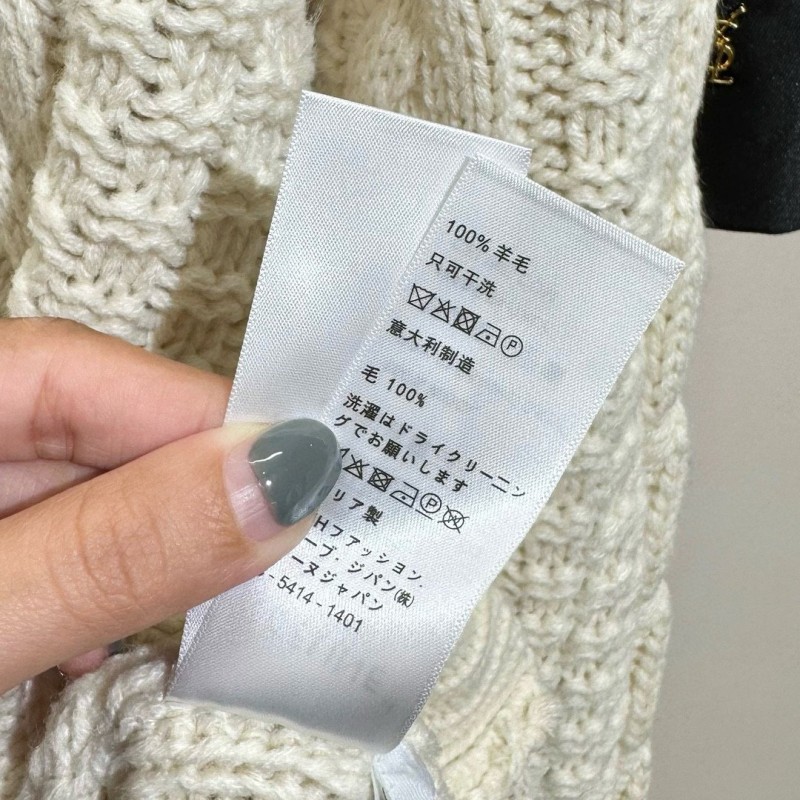 100% 羊毛
只可干洗
意大利制造
毛 100%
洗濯はドライクリーニン
グでお願いします
リア製
Hファッション.
ーブ・ジパン(株)
ーヌジャパン
-5414-1401